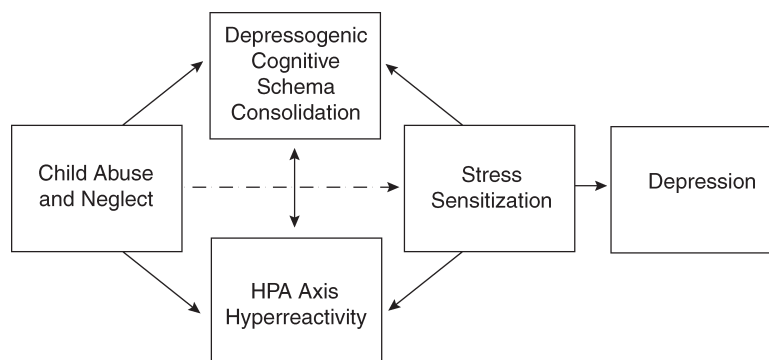 Depressogenic
Cognitive
Schema
Consolidation
Child Abuse
and Neglect
Stress
Sensitization
Depression
HPA Axis
Hyperreactivity